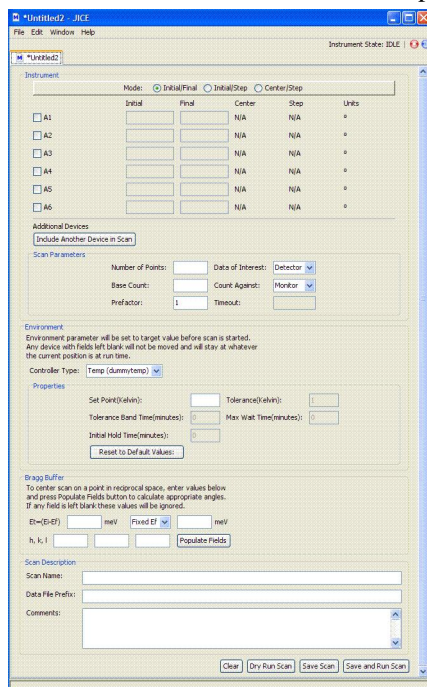 *Untitled2 - JICE
File Edit Window Help
Instrument State: IDLE
*Untitled2
Instrument
Mode: Initial/Final Initial/Step Center/Step
Initial Final Center Step Units
A1 N/A N/A º
A2 N/A N/A º
A3 N/A N/A º
A4 N/A N/A º
A5 N/A N/A º
A6 N/A N/A º
Additional Devices
Include Another Device in Scan
Scan Parameters
Number of Points: Data of Interest: Detector
Base Count: Count Against: Monitor
Prefactor: 1 Timeout:
Environment
Environment parameter will be set to target value before scan is started.
Any device with fields left blank will not be moved and will stay at whatever
the current position is at run time.
Controller Type: Temp (dummytemp)
Properties
Set Point(Kelvin): Tolerance(Kelvin): 1
Tolerance Band Time(minutes): 0 Max Wait Time(minutes): 0
Initial Hold Time(minutes): 0
Reset to Default Values:
Bragg Buffer
To center scan on a point in reciprocal space, enter values below
and press Populate Fields button to calculate appropriate angles.
If any field is left blank these values will be ignored.
Et=(Ei-Ef) meV Fixed Ef meV
h, k, l Populate Fields
Scan Description
Scan Name:
Data File Prefix:
Comments:
Clear Dry Run Scan Save Scan Save and Run Scan